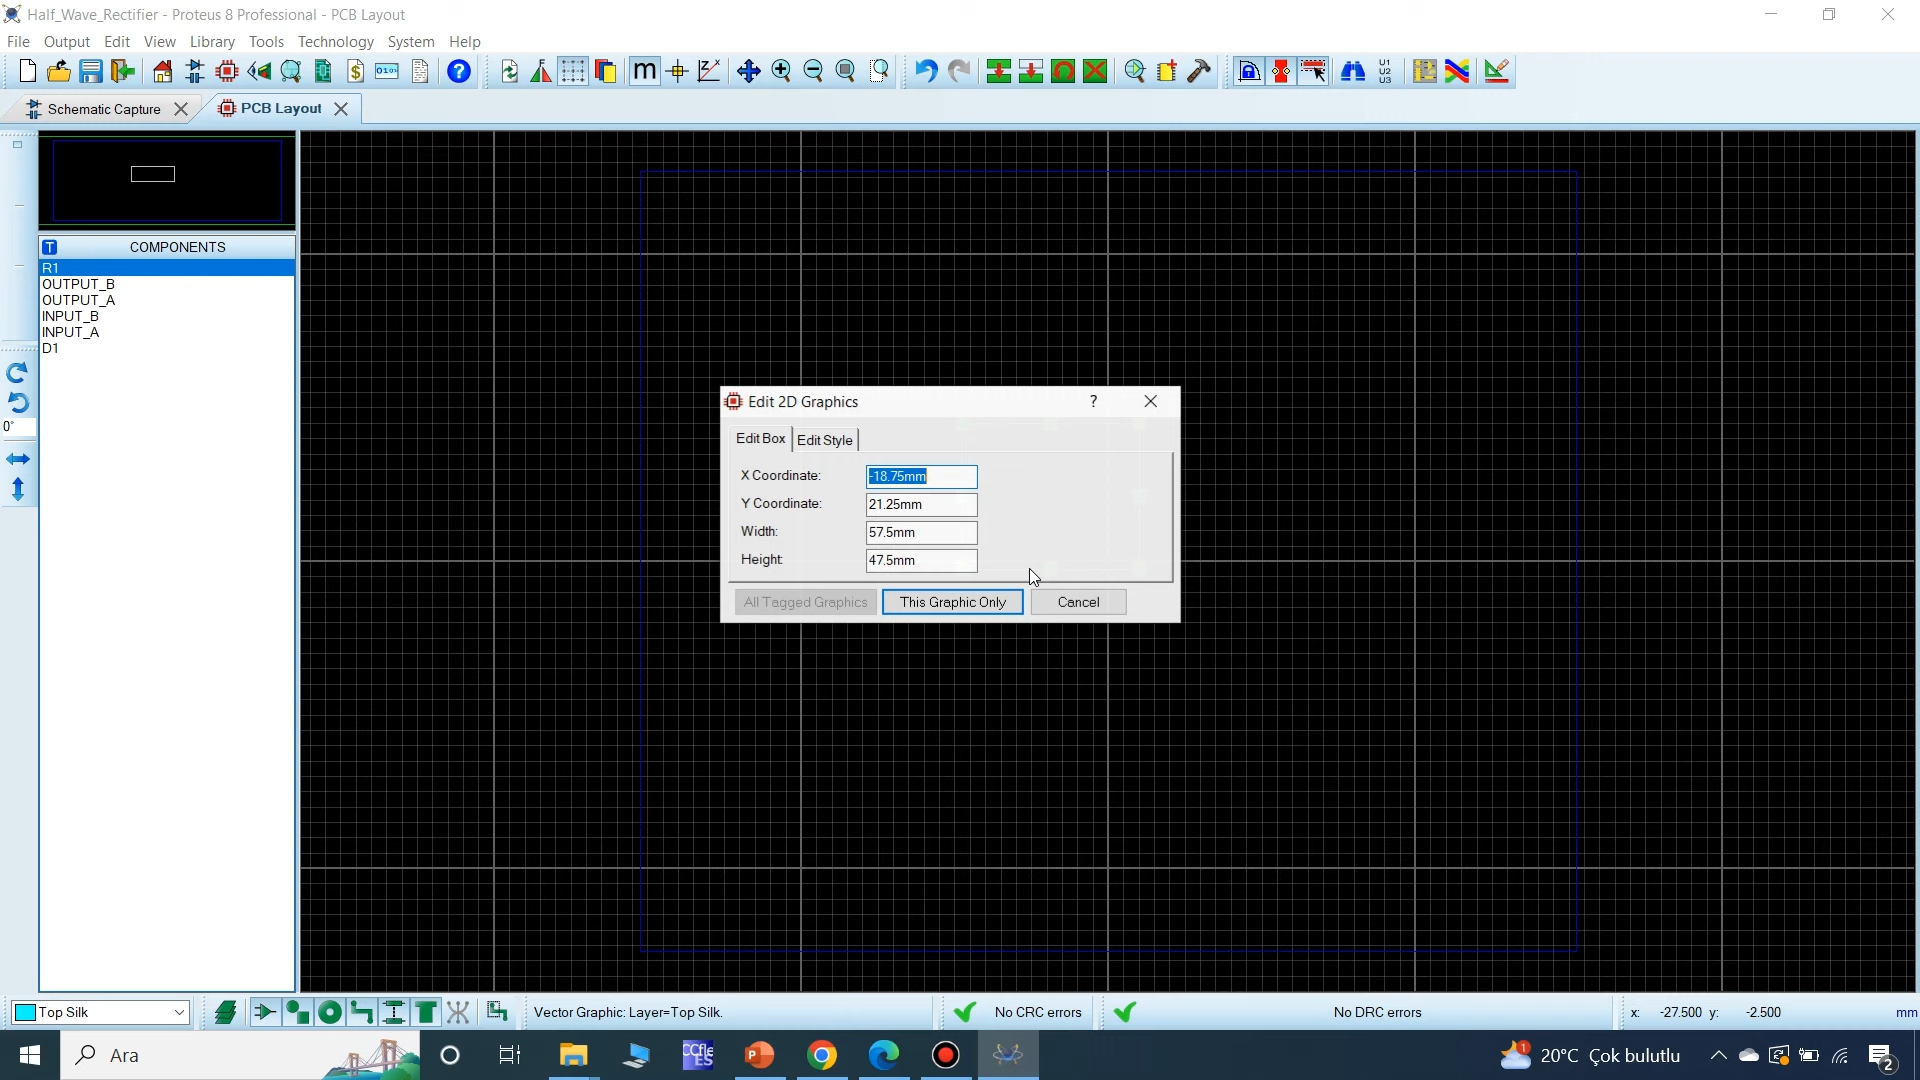 Half_Wave_Rectifier - Proteus 8 Professional - PCB Layout
File Output Edit View Library Tools Technology System Help
Schematic Capture
PCB Layout
COMPONENTS
R1
OUTPUT_B
OUTPUT_A
INPUT_B
INPUT_A
D1
0°
Edit 2D Graphics
Edit Box
Edit Style
X Coordinate: -18.75mm
Y Coordinate: 21.25mm
Width: 57.5mm
Height: 47.5mm
All Tagged Graphics
This Graphic Only
Cancel
Top Silk
Vector Graphic: Layer=Top Silk.
No CRC errors
No DRC errors
x: -27.500 y: -2.500 mm
Ara
20°C Çok bulutlu